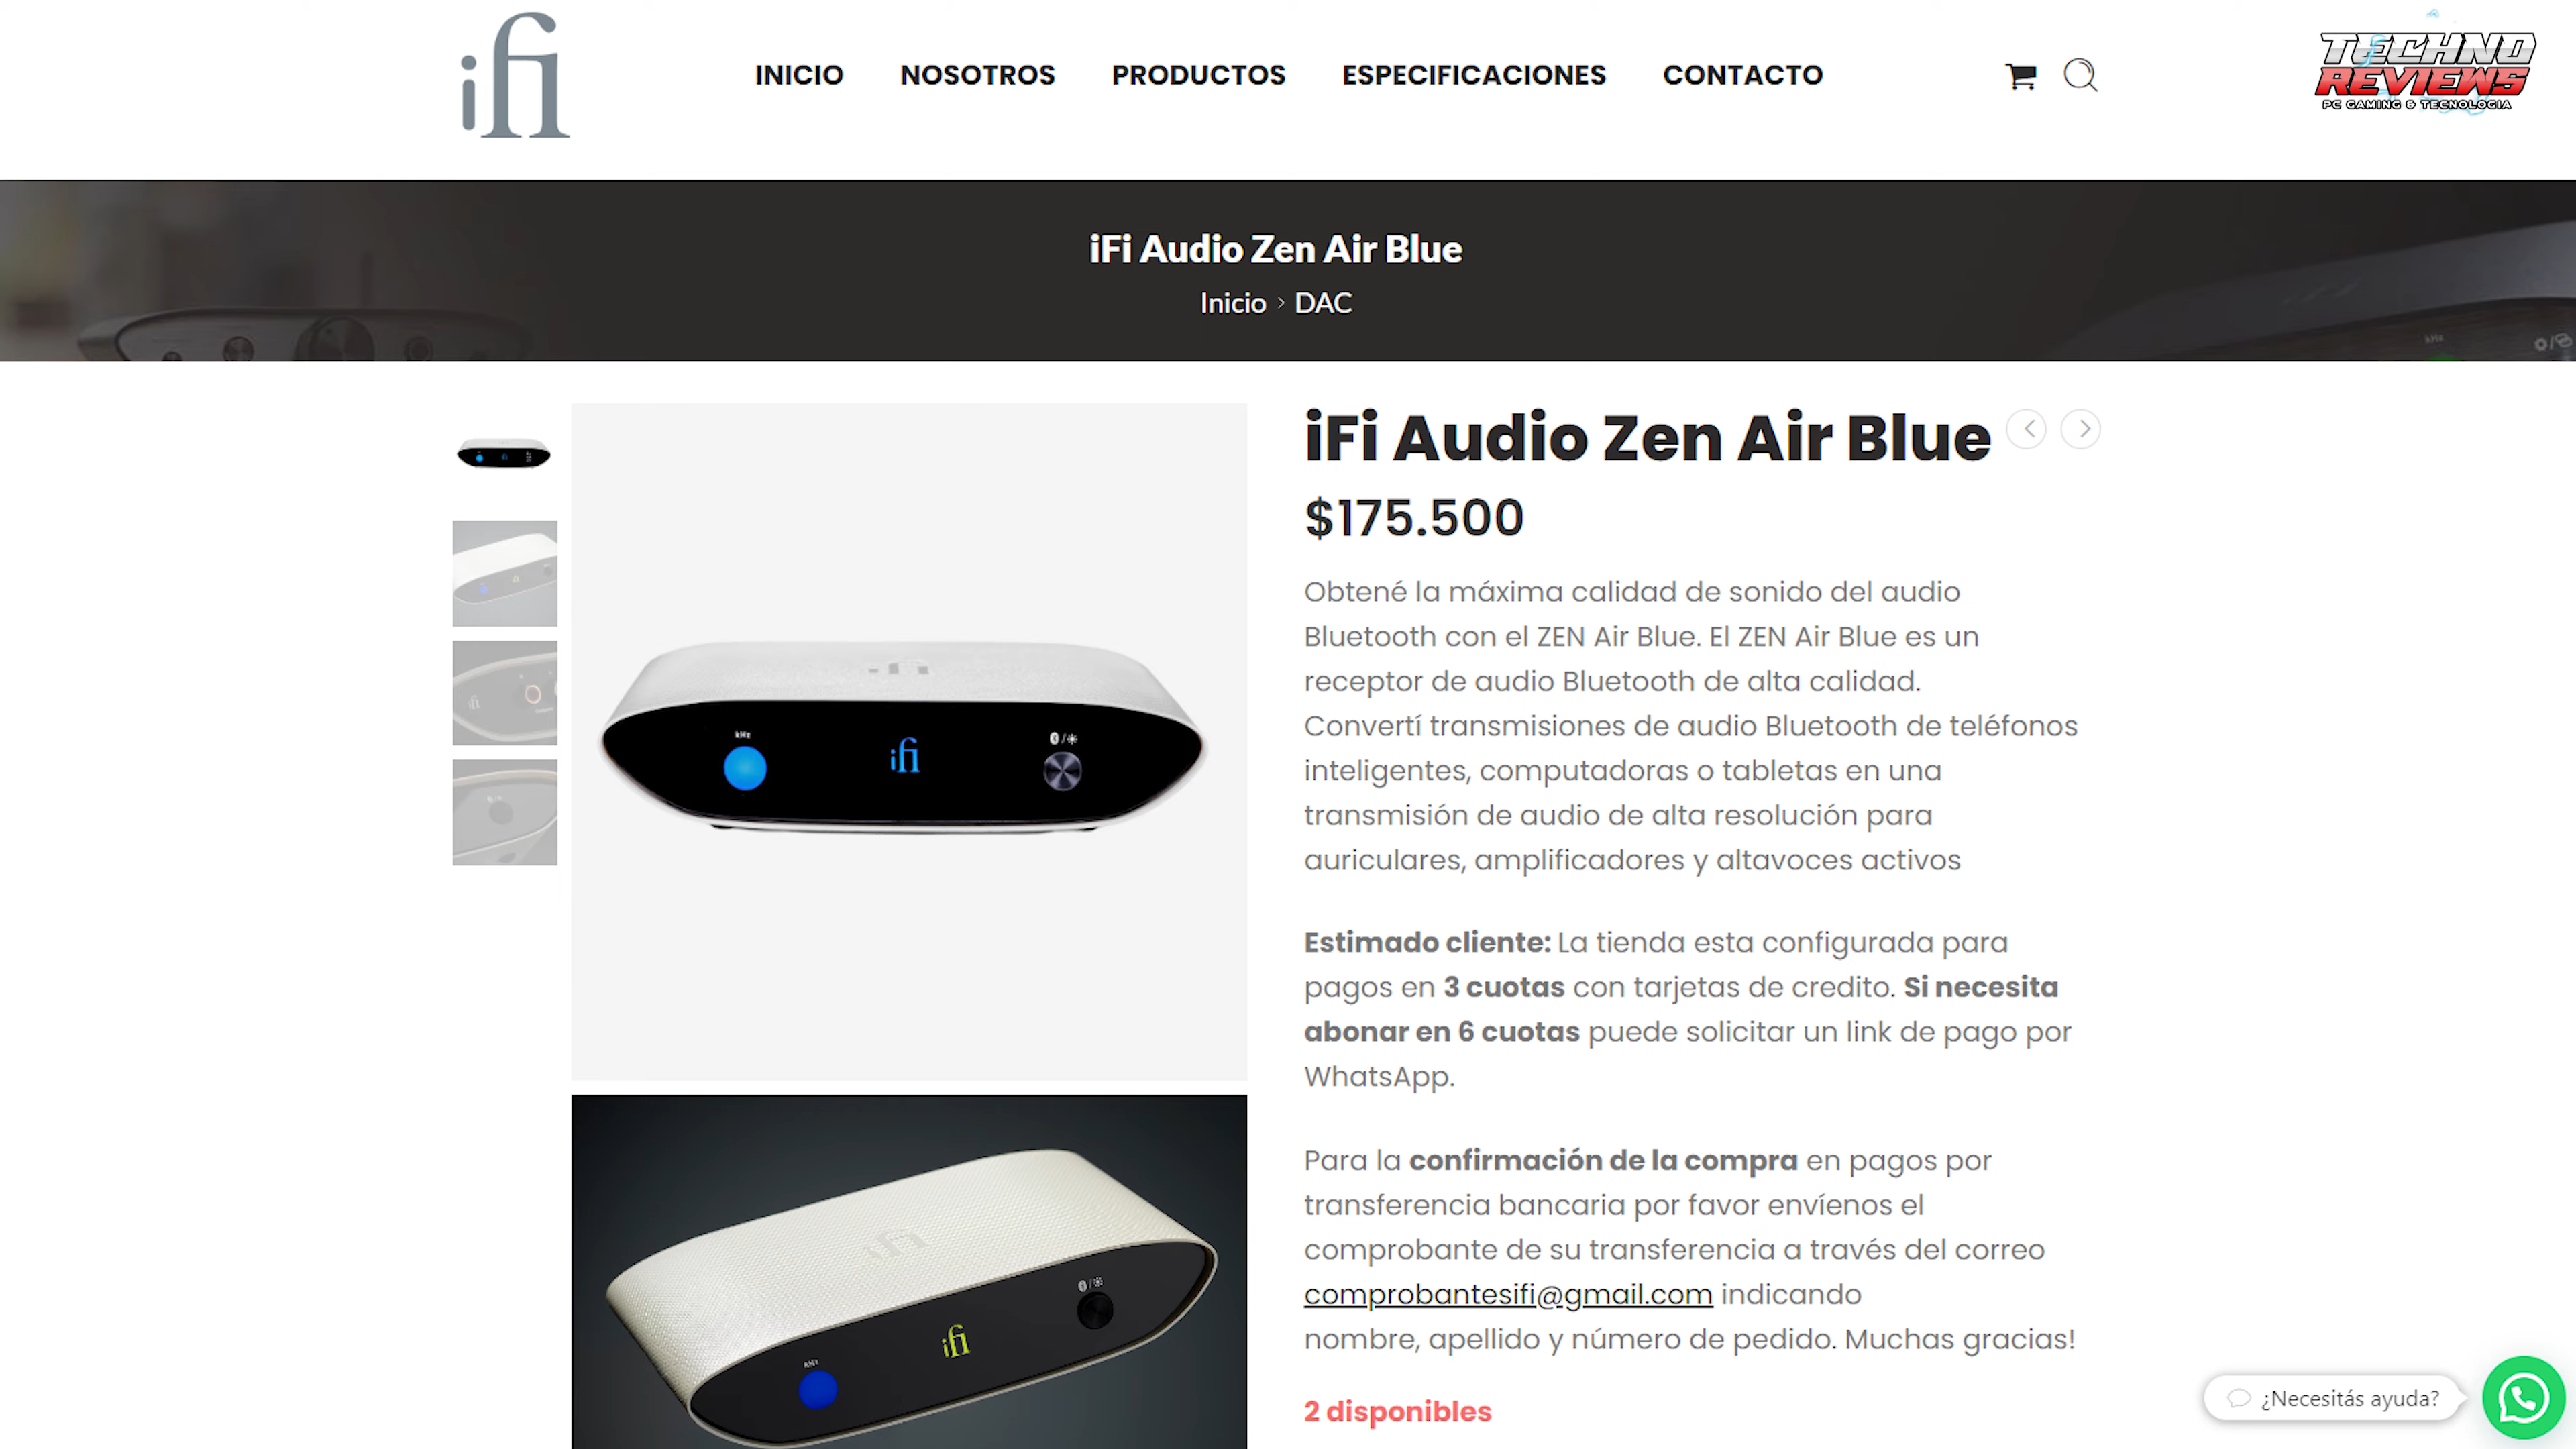 ifi
INICIO NOSOTROS PRODUCTOS ESPECIFICACIONES CONTACTO
TECHNO
REVIEWS
PC GAMING & TECNOLOGIA
iFi Audio Zen Air Blue
Inicio > DAC
kHz
iFi Audio Zen Air Blue
$175.500
Obtené la máxima calidad de sonido del audio
Bluetooth con el ZEN Air Blue. El ZEN Air Blue es un
receptor de audio Bluetooth de alta calidad.
Convertí transmisiones de audio Bluetooth de teléfonos
inteligentes, computadoras o tabletas en una
transmisión de audio de alta resolución para
auriculares, amplificadores y altavoces activos
Estimado cliente: La tienda esta configurada para
pagos en 3 cuotas con tarjetas de credito. Si necesita
abonar en 6 cuotas puede solicitar un link de pago por
WhatsApp.
Para la confirmación de la compra en pagos por
transferencia bancaria por favor envíenos el
comprobante de su transferencia a través del correo
comprobantesifi@gmail.com indicando
nombre, apellido y número de pedido. Muchas gracias!
2 disponibles
kHz
ifi
ifi
kHz
ifi
¿Necesitás ayuda?